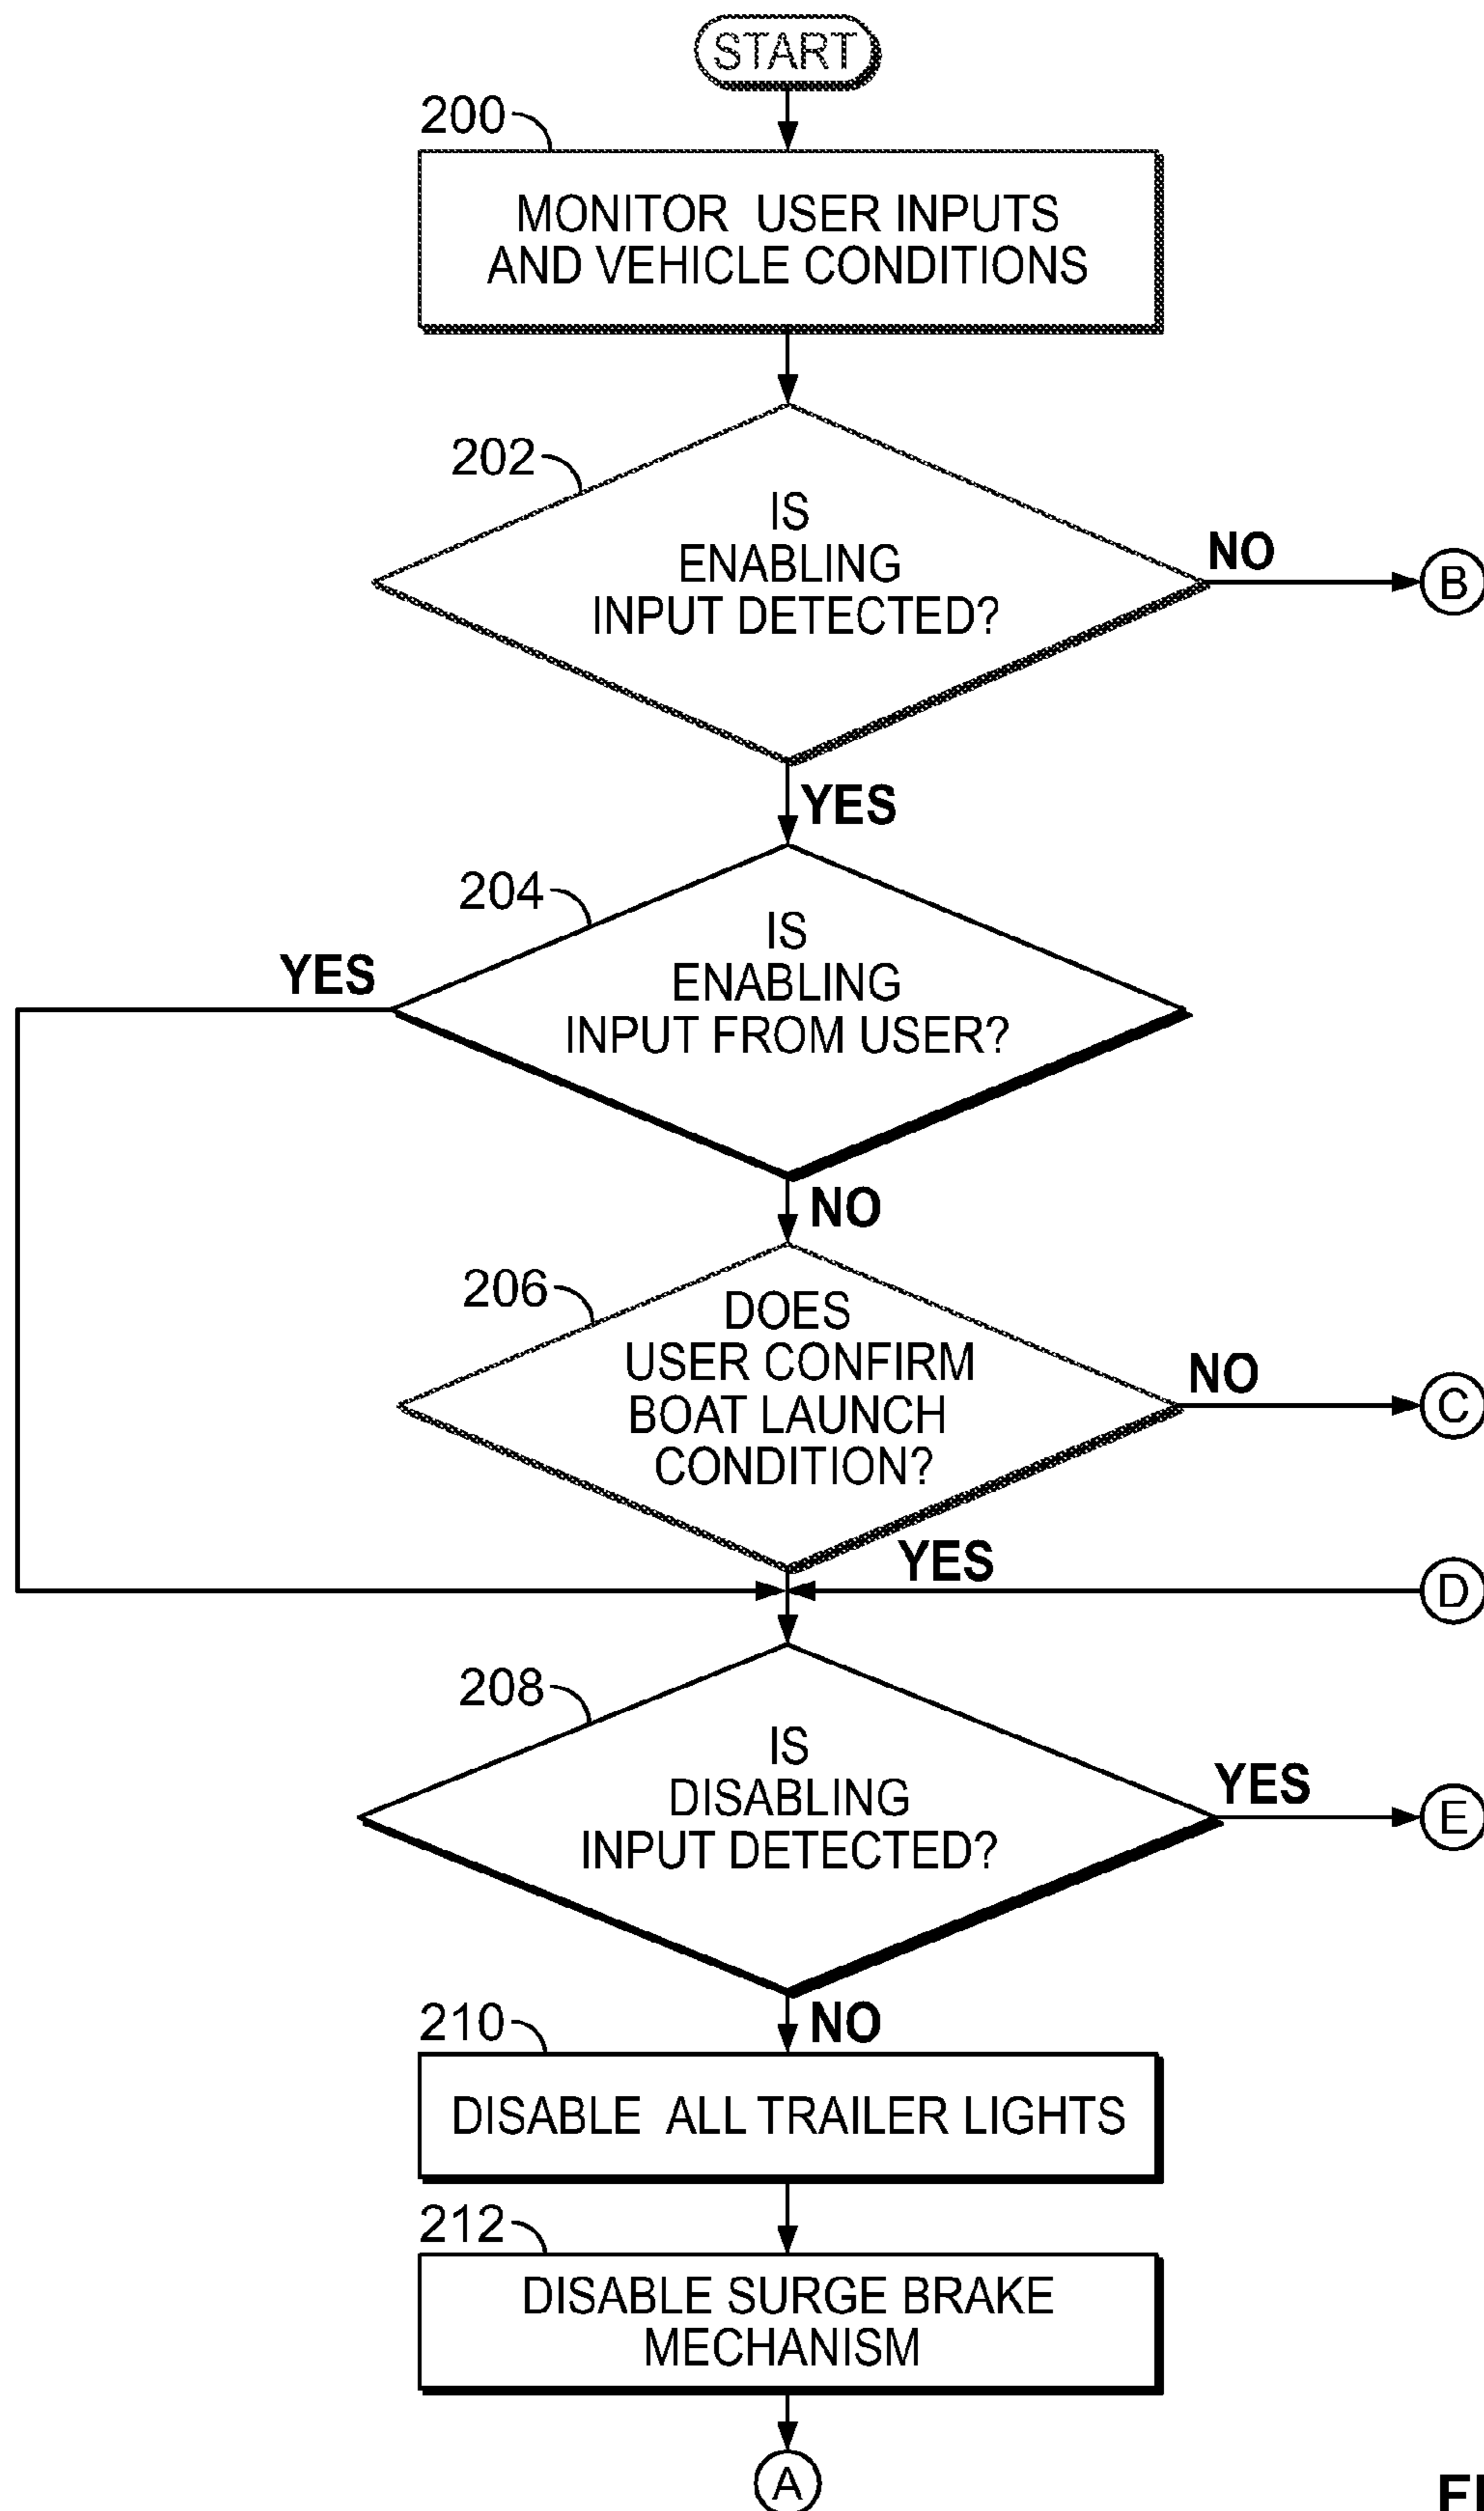 START
200
MONITOR USER INPUTS
AND VEHICLE CONDITIONS
202
IS
ENABLING
INPUT DETECTED?
NO
B
YES
204
IS
ENABLING
INPUT FROM USER?
YES
NO
206
DOES
USER CONFIRM
BOAT LAUNCH
CONDITION?
NO
C
YES
D
208
IS
DISABLING
INPUT DETECTED?
YES
E
NO
210
DISABLE ALL TRAILER LIGHTS
212
DISABLE SURGE BRAKE
MECHANISM
A